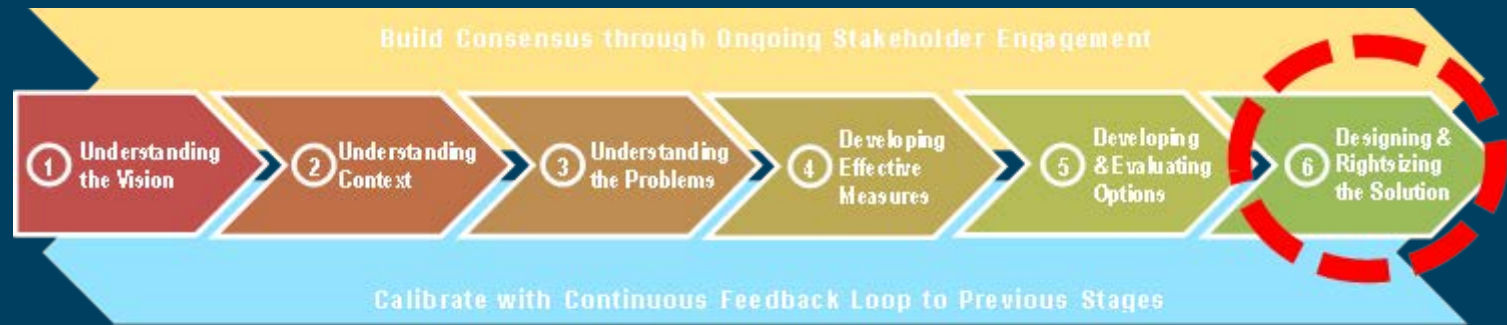 Build Consensus through Ongoing Stakeholder Engagement
1 Understanding
the Vision
2 Understanding
Context
3 Understanding
the Problems
4 Developing
Effective
Measures
5 Developing
& Evaluating
Options
6 Designing &
Rightsizing
the Solution
Calibrate with Continuous Feedback Loop to Previous Stages